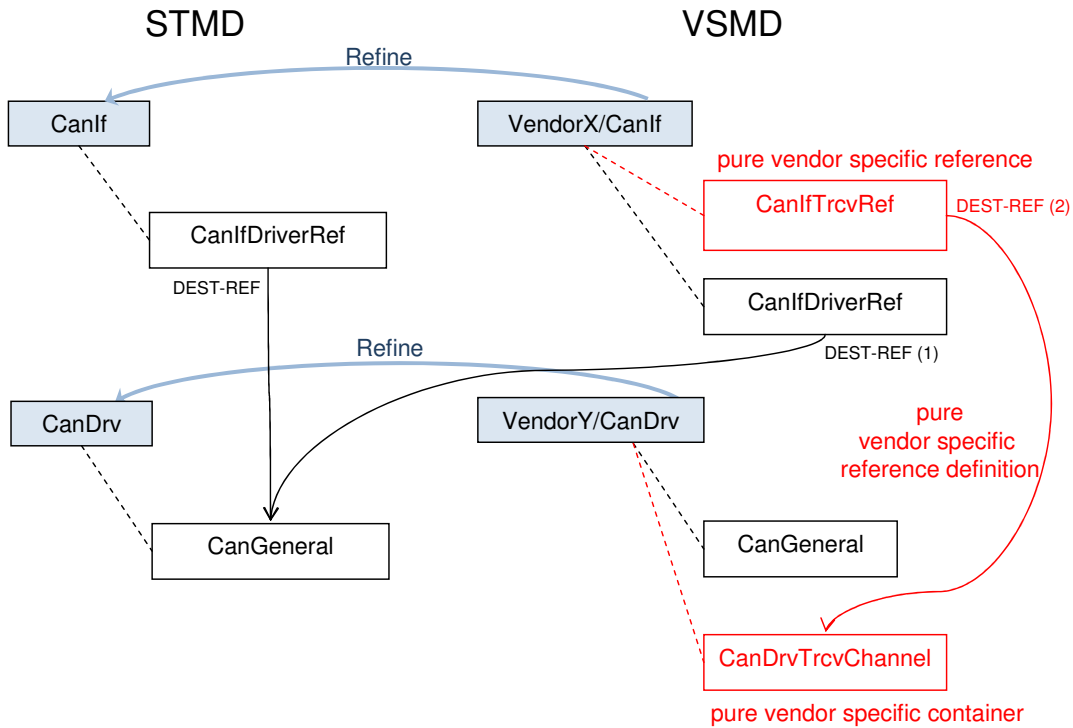 STMD
VSMD
Refine
CanIf
VendorX/CanIf
pure vendor specific reference
CanIfTrcvRef
DEST-REF (2)
CanIfDriverRef
DEST-REF
CanIfDriverRef
DEST-REF (1)
Refine
CanDrv
VendorY/CanDrv
pure
vendor specific
reference definition
CanGeneral
CanGeneral
CanDrvTrcvChannel
pure vendor specific container